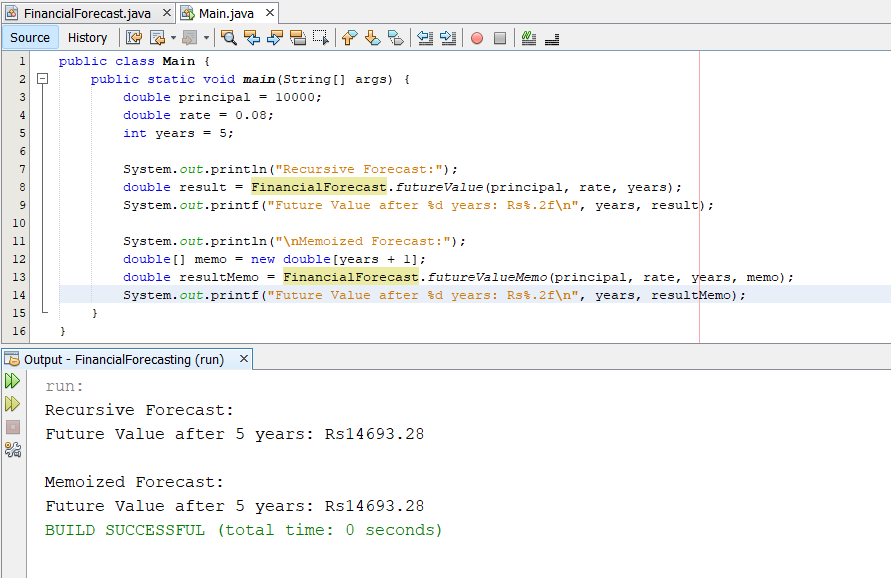 FinancialForecast.java × Main.java ×
Source History
1 public class Main {
2 public static void main(String[] args) {
3 double principal = 10000;
4 double rate = 0.08;
5 int years = 5;
6
7 System.out.println("Recursive Forecast:");
8 double result = FinancialForecast.futureValue(principal, rate, years);
9 System.out.printf("Future Value after %d years: Rs%.2f\n", years, result);
10
11 System.out.println("\nMemoized Forecast:");
12 double[] memo = new double[years + 1];
13 double resultMemo = FinancialForecast.futureValueMemo(principal, rate, years, memo);
14 System.out.printf("Future Value after %d years: Rs%.2f\n", years, resultMemo);
15 }
16 }
Output - FinancialForecasting (run) ×
run:
Recursive Forecast:
Future Value after 5 years: Rs14693.28
Memoized Forecast:
Future Value after 5 years: Rs14693.28
BUILD SUCCESSFUL (total time: 0 seconds)